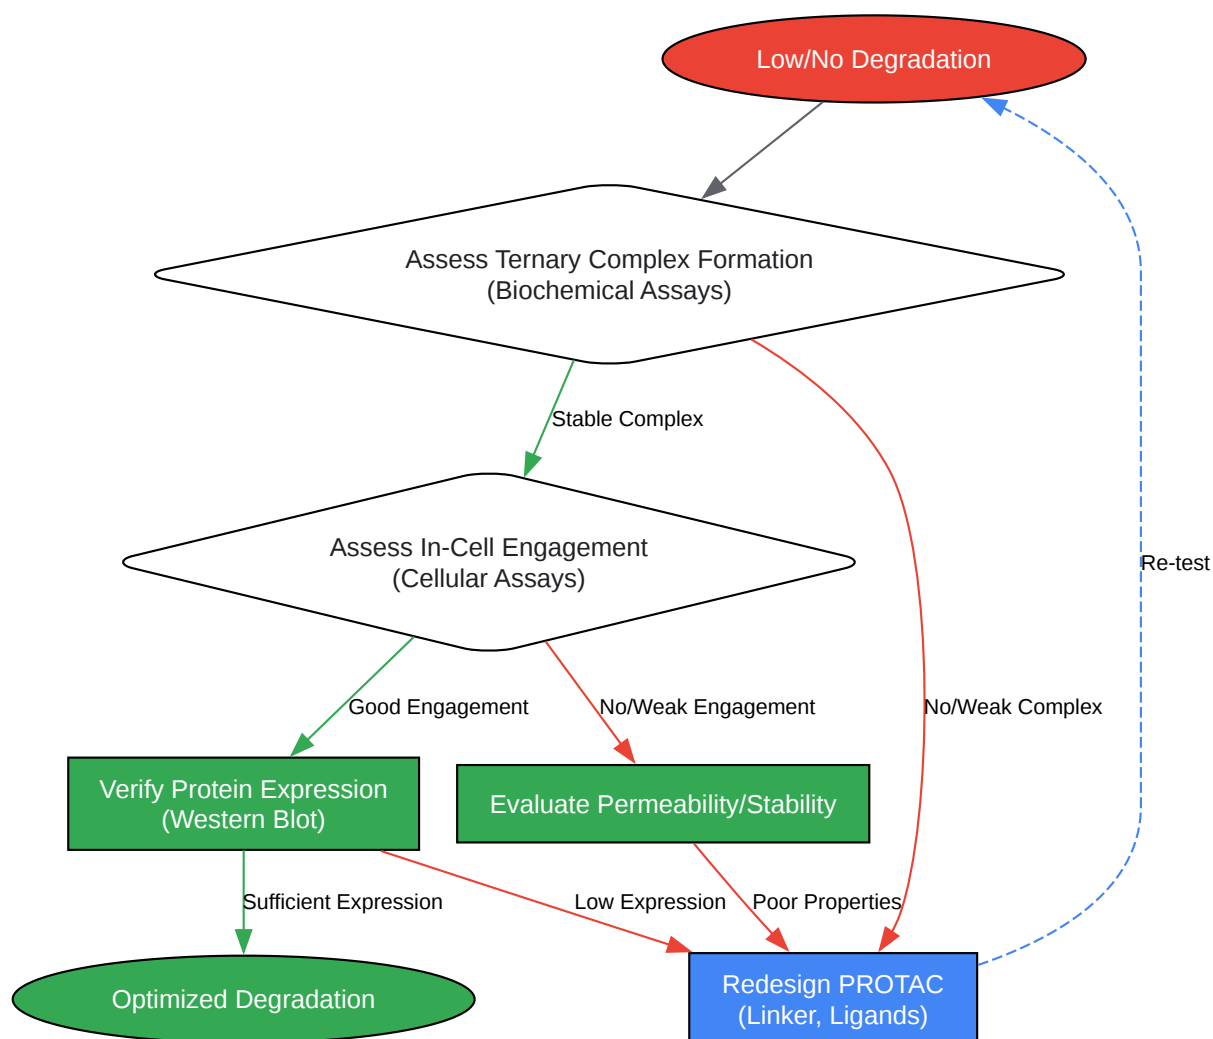 Low/No Degradation
Assess Ternary Complex Formation
(Biochemical Assays)
Stable Complex
Assess In-Cell Engagement
(Cellular Assays)
Re-test
Good Engagement
No/Weak Engagement
No/Weak Complex
Verify Protein Expression
(Western Blot)
Evaluate Permeability/Stability
Sufficient Expression
Low Expression
Poor Properties
Optimized Degradation
Redesign PROTAC
(Linker, Ligands)